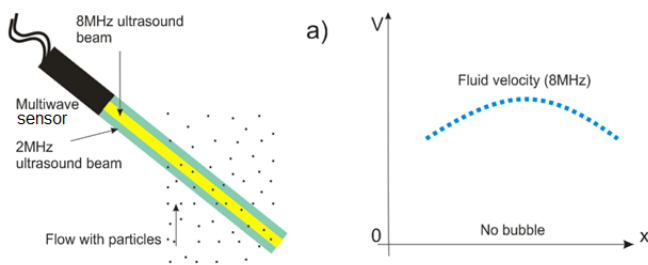 8MHz ultrasound
beam
Multiwave
sensor
2MHz
ultrasound beam
Flow with particles
a)
V
Fluid velocity (8MHz)
No bubble
0
x